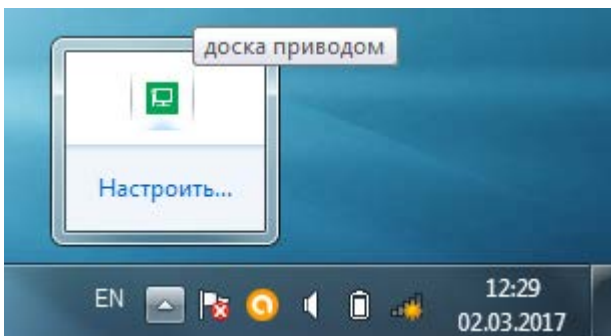 доска приводом
Настроить...
EN
12:29
02.03.2017